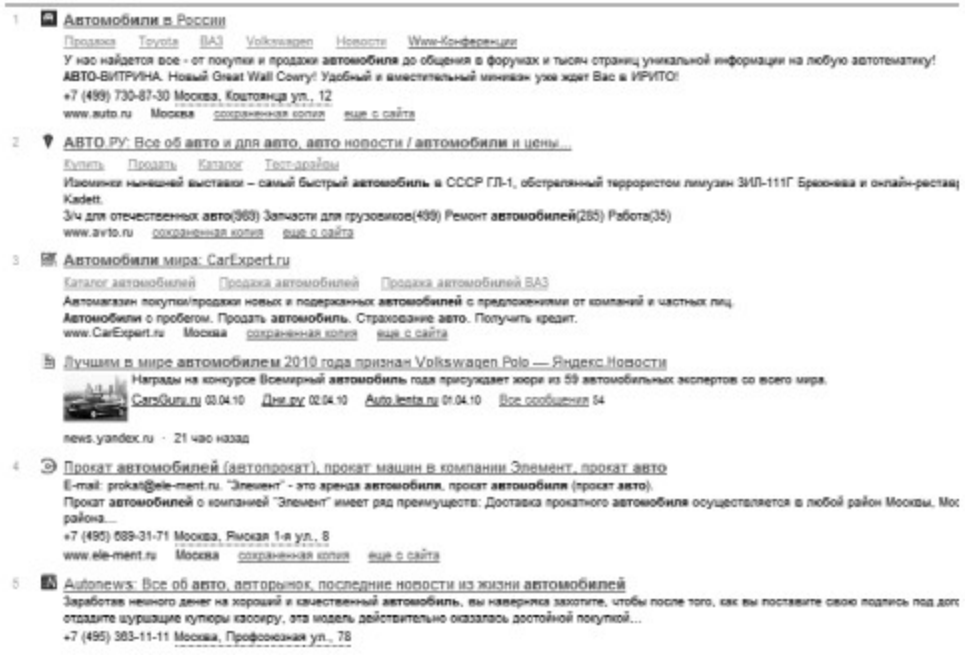 1 Автомобили в России
Продажа Toyota ВАЗ Volkswagen Новости Www-Конференции
У нас найдется все - от покупки и продажи автомобиля до общения в форумах и тысяч страниц уникальной информации на любую автотематику!
АВТО-ВИТРИНА. Новый Great Wall Cowry! Удобный и вместительный минивэн уже ждет Вас в ИРИТО!
+7 (499) 730-87-30 Москва, Коштоянца ул., 12
www.auto.ru Москва сохраненная копия еще с сайта
2 АВТО.РУ: Все об авто и для авто, авто новости / автомобили и цены...
Купить Продать Каталог Тест-драйвы
Изюминки нынешней выставки – самый быстрый автомобиль в СССР ГЛ-1, обстрелянный террористом лимузин ЗИЛ-111Г Брежнева и онлайн-реставр
Kadett.
З/ч для отечественных авто(989) Запчасти для грузовиков(499) Ремонт автомобилей(285) Работа(35)
www.avto.ru сохраненная копия еще с сайта
3 Автомобили мира: CarExpert.ru
Каталог автомобилей Продажа автомобилей Продажа автомобилей ВАЗ
Автомагазин покупки/продажи новых и подержанных автомобилей с предложениями от компаний и частных лиц.
Автомобили с пробегом. Продать автомобиль. Страхование авто. Получить кредит.
www.CarExpert.ru Москва сохраненная копия еще с сайта
Лучшим в мире автомобилем 2010 года признан Volkswagen Polo — Яндекс.Новости
Награды на конкурсе Всемирный автомобиль года присуждает жюри из 59 автомобильных экспертов со всего мира.
CarsGuru.ru 03.04.10 Дни.ру 02.04.10 Auto.lenta.ru 01.04.10 Все сообщения 54
news.yandex.ru · 21 час назад
4 Прокат автомобилей (автопрокат), прокат машин в компании Элемент, прокат авто
E-mail: prokat@ele-ment.ru. "Элемент" - это аренда автомобиля, прокат автомобиля (прокат авто).
Прокат автомобилей с компанией "Элемент" имеет ряд преимуществ: Доставка прокатного автомобиля осуществляется в любой район Москвы, Мос
района...
+7 (495) 689-31-71 Москва, Ямская 1-я ул., 8
www.ele-ment.ru Москва сохраненная копия еще с сайта
5 Autonews: Все об авто, авторынок, последние новости из жизни автомобилей
Заработав немного денег на хороший и качественный автомобиль, вы наверняка захотите, чтобы после того, как вы поставите свою подпись под дого
отдадите шуршащие купюры кассиру, эта модель действительно оказалась достойной покупкой...
+7 (495) 363-11-11 Москва, Профсоюзная ул., 78